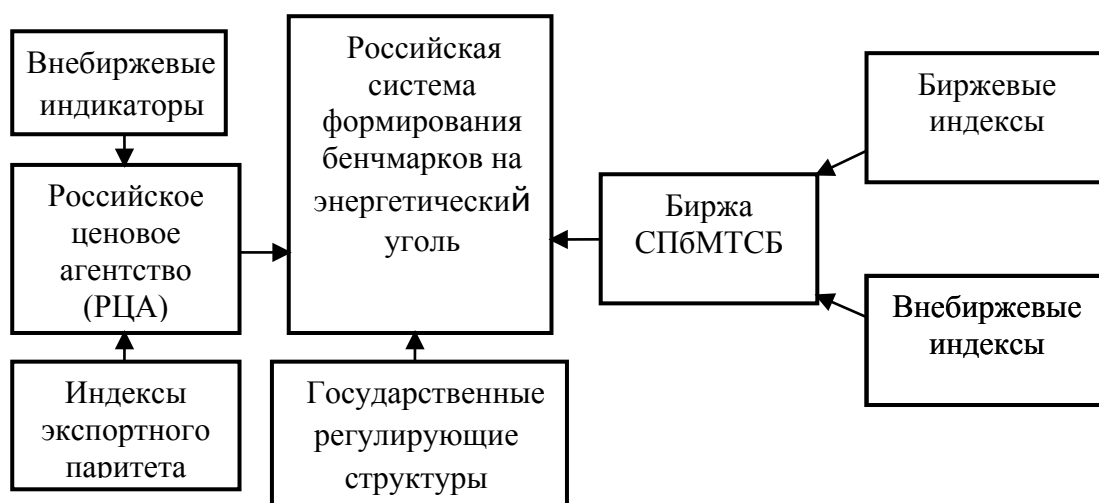 Внебиржевые
индикаторы
Российское
ценовое
агентство
(РЦА)
Индексы
экспортного
паритета
Российская
система
формирования
бенчмарков на
энергетический
уголь
Государственные
регулирующие
структуры
Биржа
СПбМТСБ
Биржевые
индексы
Внебиржевые
индексы